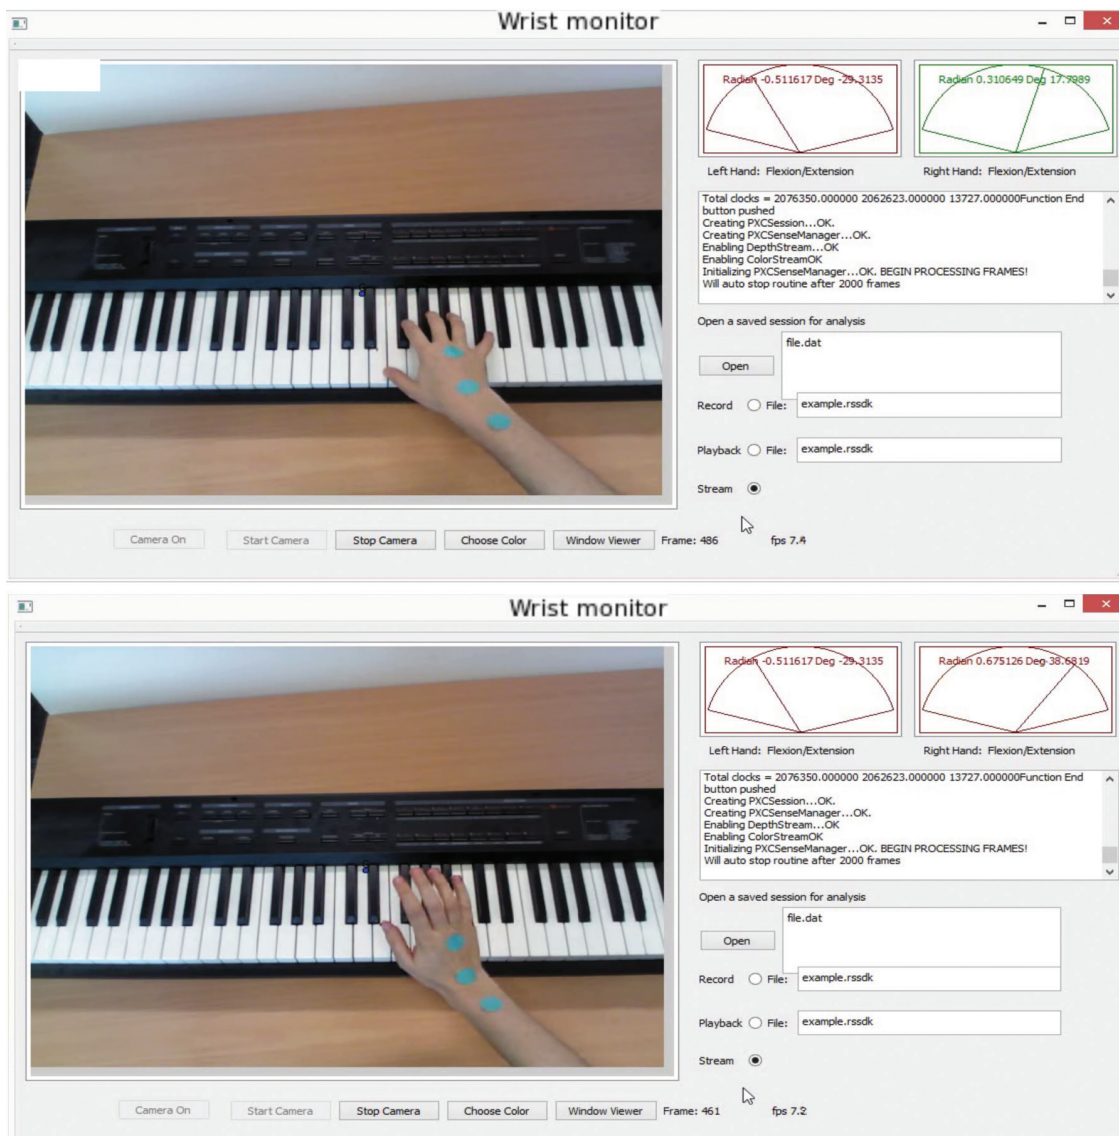 Wrist monitor
Radian -0.511617 Deg -29.3135
Radian 0.310649 Deg 17.7989
Left Hand: Flexion/Extension
Right Hand: Flexion/Extension
Total clocks = 2076350.000000 2062623.000000 13727.000000Function End
button pushed
Creating PXCSession...OK.
Creating PXCSenseManager...OK.
Enabling DepthStream...OK
Enabling ColorStreamOK
Initializing PXCSenseManager...OK. BEGIN PROCESSING FRAMES!
Will auto stop routine after 2000 frames
Open a saved session for analysis
file.dat
Open
Record File: example.rssdk
Playback File: example.rssdk
Stream
Camera On Start Camera Stop Camera Choose Color Window Viewer Frame: 486 fps 7.4
Wrist monitor
Radian -0.511617 Deg -29.3135
Radian 0.675126 Deg 38.6819
Left Hand: Flexion/Extension
Right Hand: Flexion/Extension
Total clocks = 2076350.000000 2062623.000000 13727.000000Function End
button pushed
Creating PXCSession...OK.
Creating PXCSenseManager...OK.
Enabling DepthStream...OK
Enabling ColorStreamOK
Initializing PXCSenseManager...OK. BEGIN PROCESSING FRAMES!
Will auto stop routine after 2000 frames
Open a saved session for analysis
file.dat
Open
Record File: example.rssdk
Playback File: example.rssdk
Stream
Camera On Start Camera Stop Camera Choose Color Window Viewer Frame: 461 fps 7.2